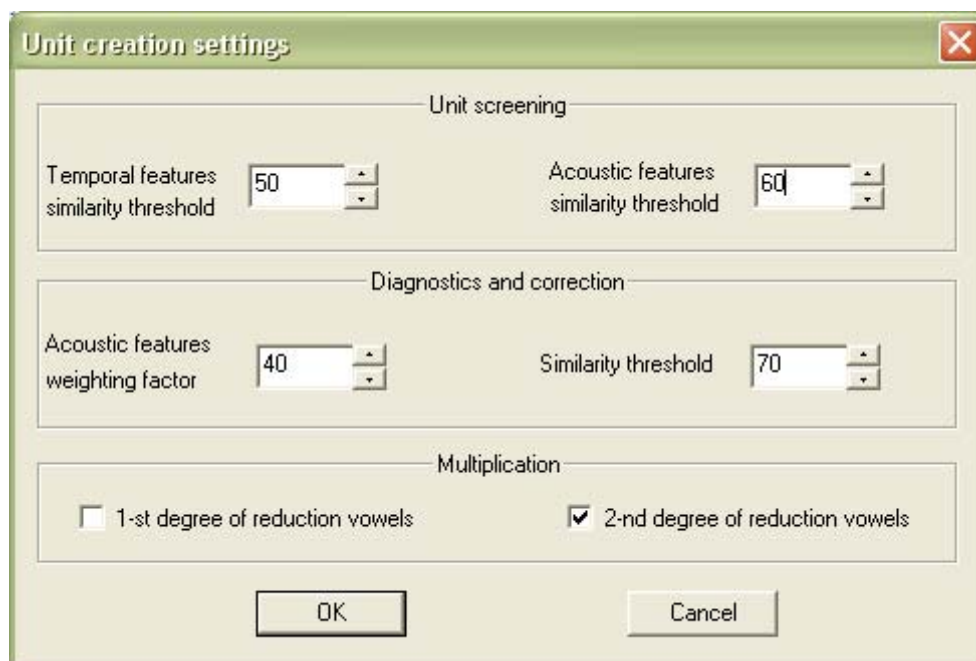 Unit creation settings
Unit screening
Temporal features
similarity threshold
50
Acoustic features
similarity threshold
60
Diagnostics and correction
Acoustic features
weighting factor
40
Similarity threshold
70
Multiplication
1-st degree of reduction vowels
2-nd degree of reduction vowels
OK
Cancel